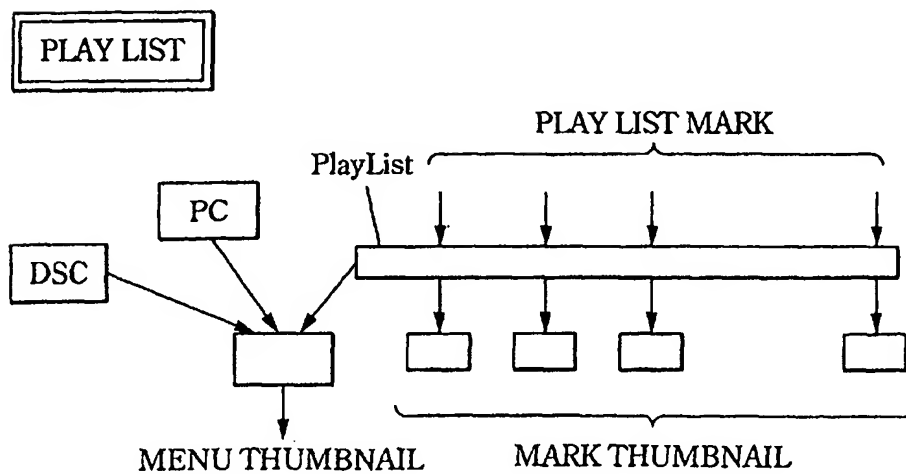 PLAY LIST
PLAY LIST MARK
PlayList
PC
DSC
MENU THUMBNAIL
MARK THUMBNAIL